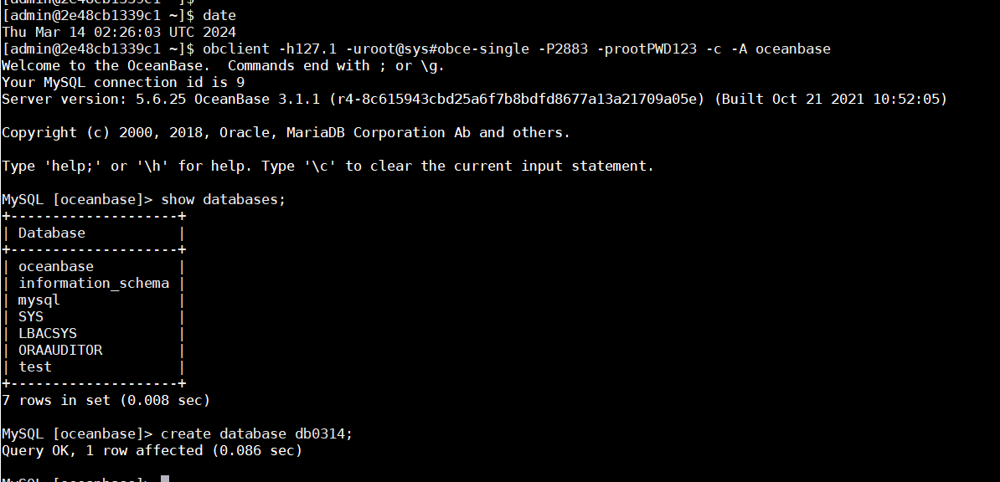 [admin@2e48cb1339c1 ~]$
[admin@2e48cb1339c1 ~]$ date
Thu Mar 14 02:26:03 UTC 2024
[admin@2e48cb1339c1 ~]$ obclient -h127.1 -uroot@sys#obce-single -P2883 -prootPWD123 -c -A oceanbase
Welcome to the OceanBase.  Commands end with ; or \g.
Your MySQL connection id is 9
Server version: 5.6.25 OceanBase 3.1.1 (r4-8c615943cbd25a6f7b8bdfd8677a13a21709a05e) (Built Oct 21 2021 10:52:05)
Copyright (c) 2000, 2018, Oracle, MariaDB Corporation Ab and others.
Type 'help;' or '\h' for help. Type '\c' to clear the current input statement.
MySQL [oceanbase]> show databases;
+--------------------+
| Database           |
+--------------------+
| oceanbase          |
| information_schema |
| mysql              |
| SYS                |
| LBACSYS            |
| ORAAUDITOR         |
| test               |
+--------------------+
7 rows in set (0.008 sec)
MySQL [oceanbase]> create database db0314;
Query OK, 1 row affected (0.086 sec)
MySQL [oceanbase]>